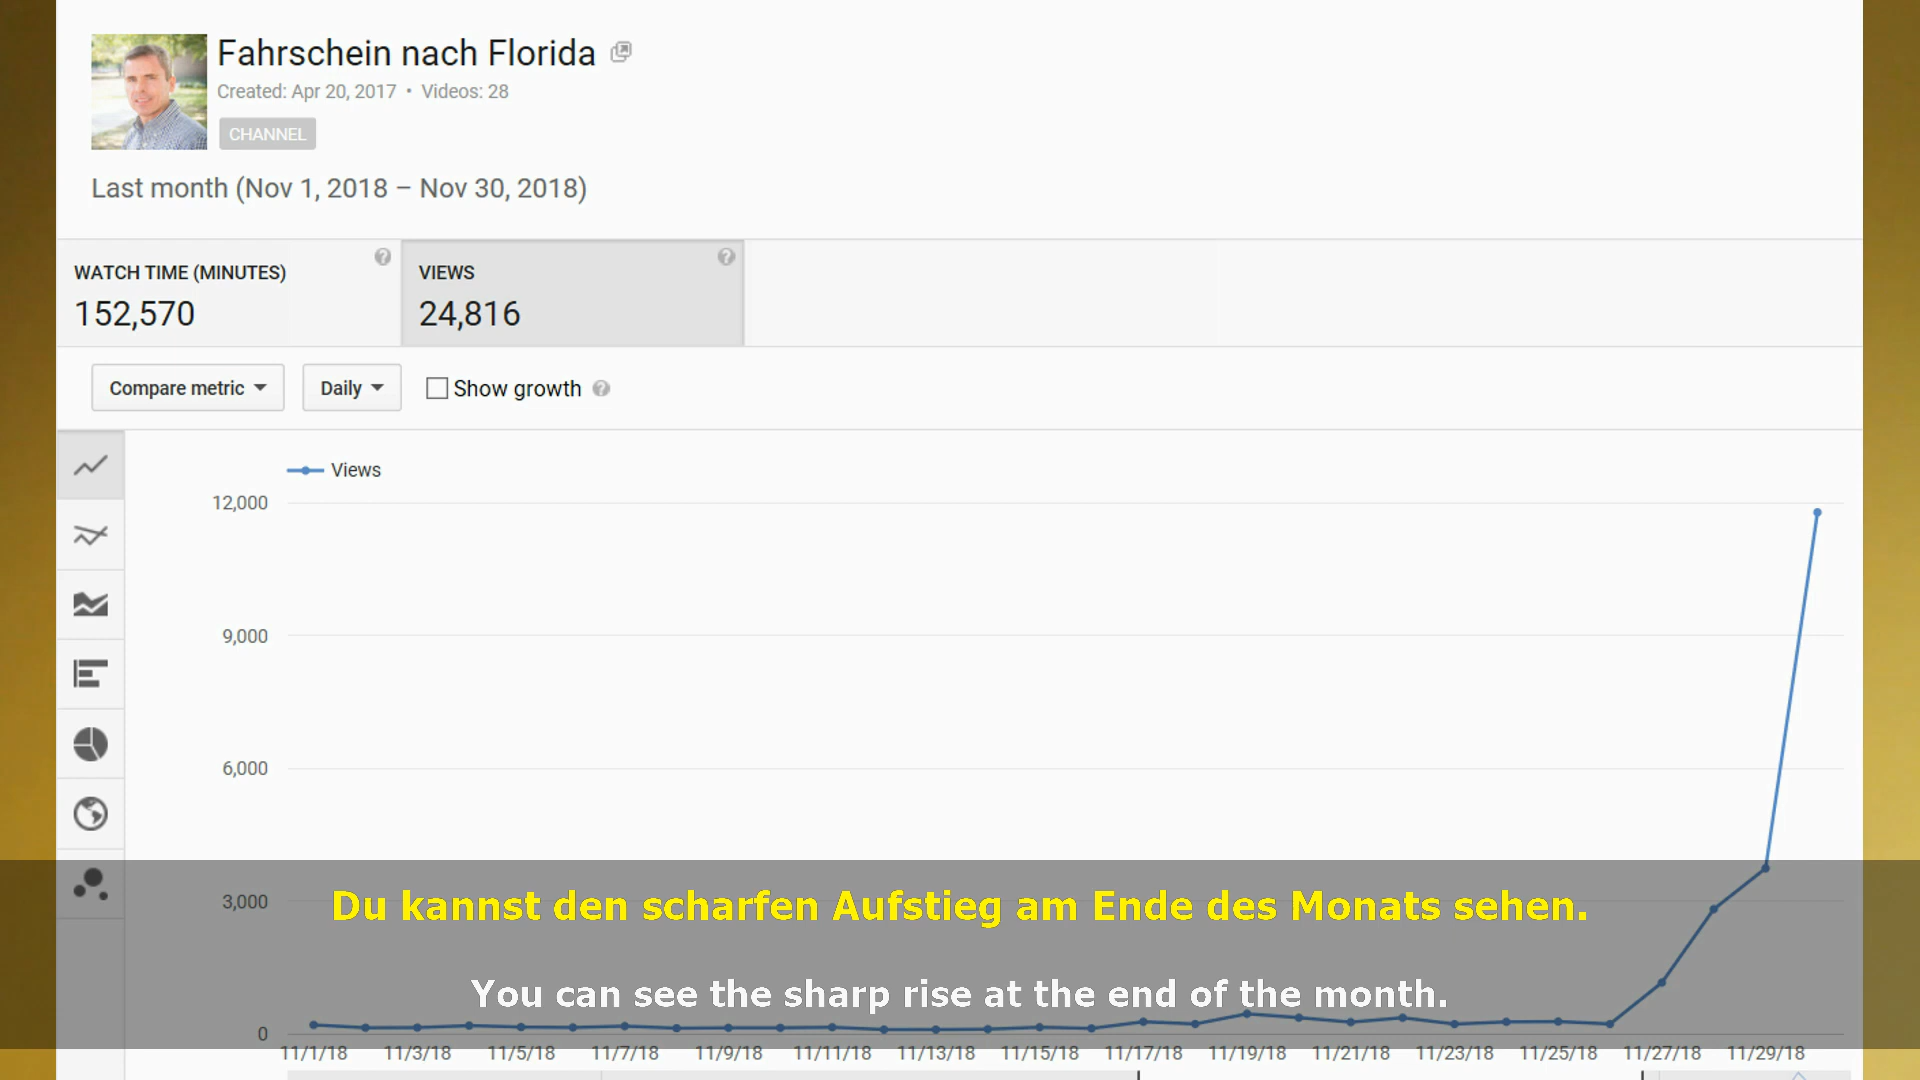 Fahrschein nach Florida
Created: Apr 20, 2017 • Videos: 28
CHANNEL
Last month (Nov 1, 2018 – Nov 30, 2018)
WATCH TIME (MINUTES) ?
152,570
VIEWS ?
24,816
Compare metric Daily Show growth ?
Views
12,000
9,000
6,000
3,000
0
Du kannst den scharfen Aufstieg am Ende des Monats sehen.
You can see the sharp rise at the end of the month.
11/1/18 11/3/18 11/5/18 11/7/18 11/9/18 11/11/18 11/13/18 11/15/18 11/17/18 11/19/18 11/21/18 11/23/18 11/25/18 11/27/18 11/29/18